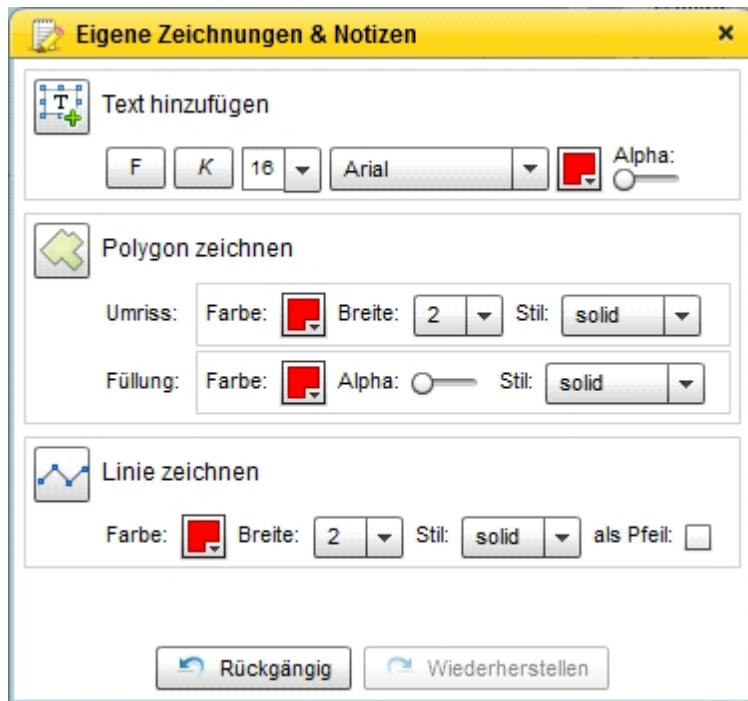 Eigene Zeichnungen & Notizen
Text hinzufügen
F K 16 Arial Alpha:
Polygon zeichnen
Umriss: Farbe: Breite: 2 Stil: solid
Füllung: Farbe: Alpha: Stil: solid
Linie zeichnen
Farbe: Breite: 2 Stil: solid als Pfeil:
Rückgängig Wiederherstellen